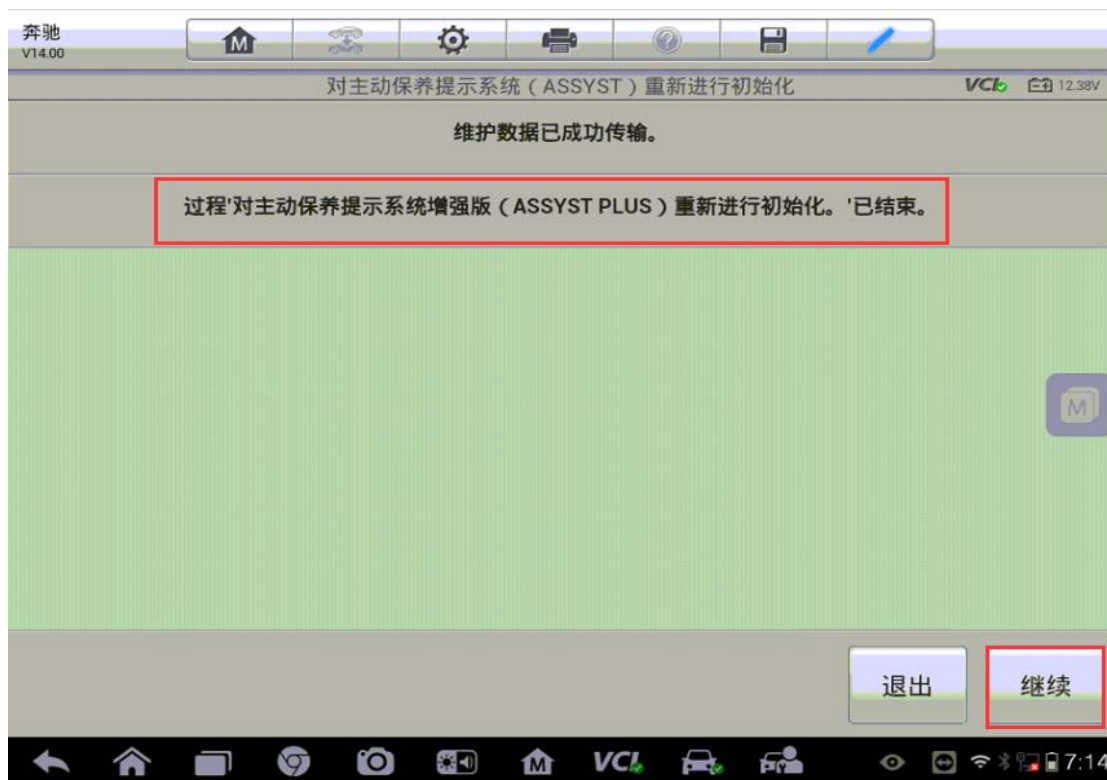 奔驰
V14.00
M
对主动保养提示系统（ASSYST）重新进行初始化
VCI
12.38V
维护数据已成功传输。
过程'对主动保养提示系统增强版（ASSYST PLUS）重新进行初始化。'已结束。
M
退出
继续
M
VCI
7:14